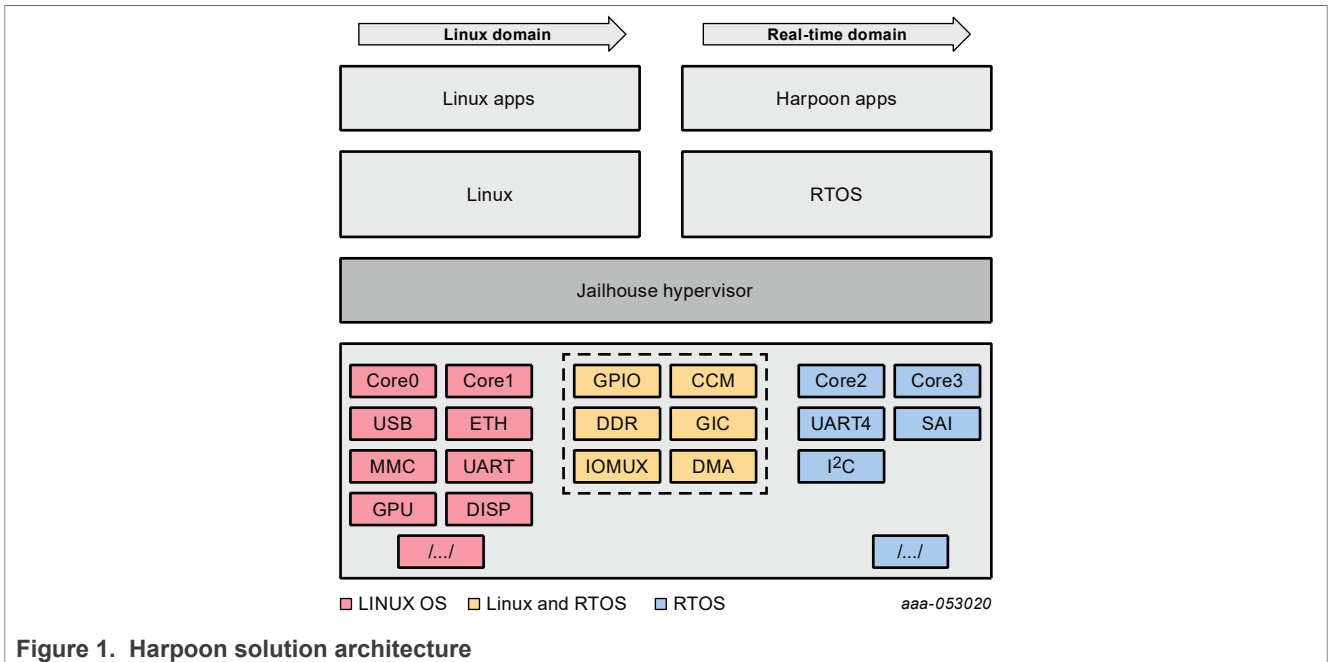 Linux domain Real-time domain
Linux apps Harpoon apps
Linux RTOS
Jailhouse hypervisor
Core0 Core1 GPIO CCM Core2 Core3
USB ETH DDR GIC UART4 SAI
MMC UART IOMUX DMA I²C
GPU DISP
/.../ /.../
LINUX OS Linux and RTOS RTOS aaa-053020
Figure 1. Harpoon solution architecture